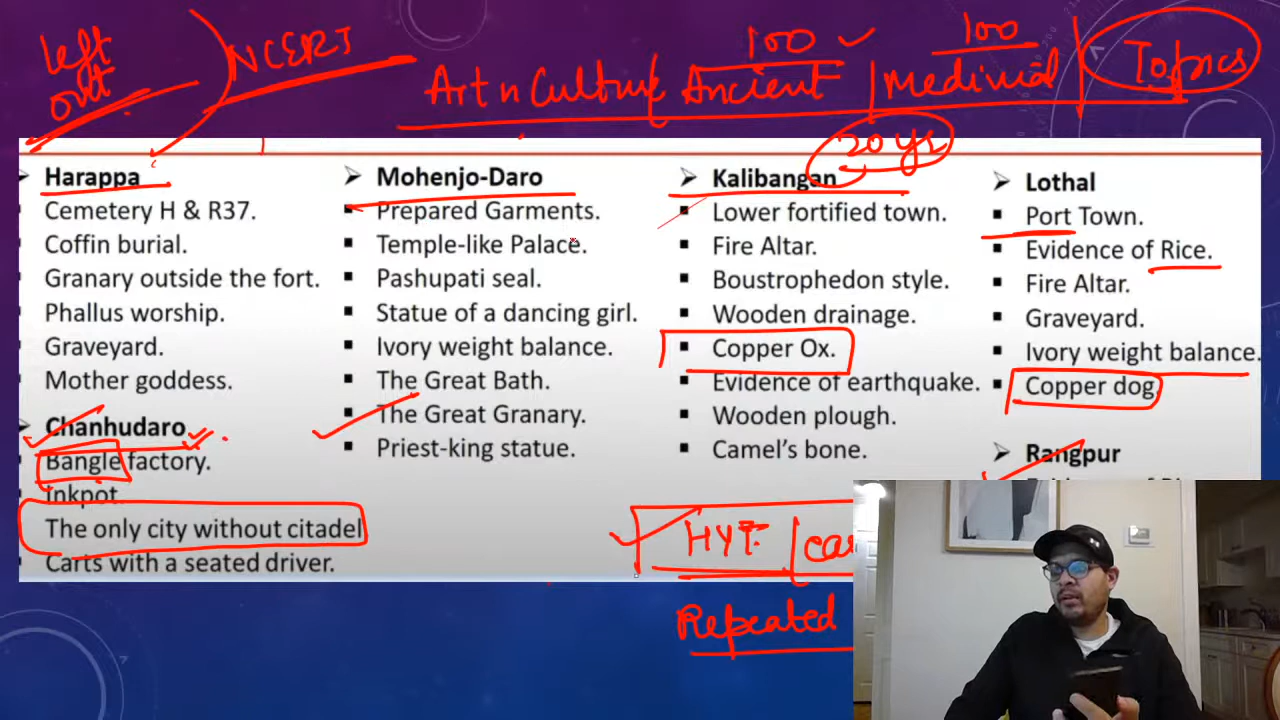 left out
NCERT
Art n Culture | Ancient | Medivial | Topics
100
100
20 yrs
Harappa
Cemetery H & R37.
Coffin burial.
Granary outside the fort.
Phallus worship.
Graveyard.
Mother goddess.
Chanhudaro
Bangle factory.
Inkpot
The only city without citadel
Carts with a seated driver.
Mohenjo-Daro
Prepared Garments.
Temple-like Palace.
Pashupati seal.
Statue of a dancing girl.
Ivory weight balance.
The Great Bath.
The Great Granary.
Priest-king statue.
Kalibangan
Lower fortified town.
Fire Altar.
Boustrophedon style.
Wooden drainage.
Copper Ox.
Evidence of earthquake.
Wooden plough.
Camel's bone.
Lothal
Port Town.
Evidence of Rice.
Fire Altar.
Graveyard.
Ivory weight balance.
Copper dog.
Rangpur
Repeated